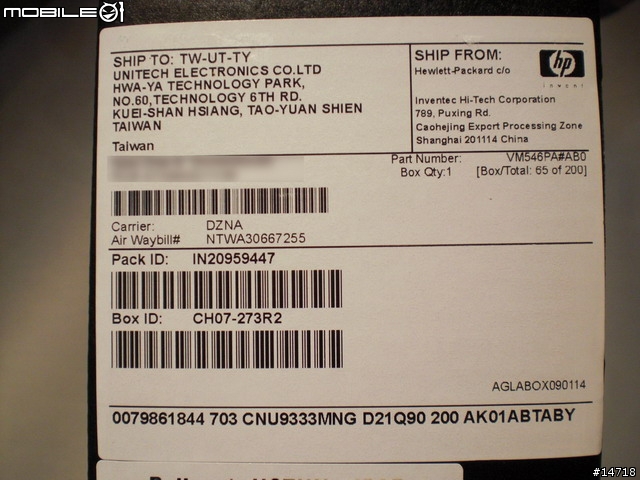 MOBILE01
SHIP TO: TW-UT-TY
UNITECH ELECTRONICS CO.LTD
HWA-YA TECHNOLOGY PARK,
NO.60,TECHNOLOGY 6TH RD.
KUEI-SHAN HSIANG, TAO-YUAN SHIEN
TAIWAN
Taiwan
SHIP FROM:
Hewlett-Packard c/o
hp
invent
Inventec Hi-Tech Corporation
789, Puxing Rd.
Caohejing Export Processing Zone
Shanghai 201114 China
Part Number: VM546PA#AB0
Box Qty:1 [Box/Total: 65 of 200]
Carrier: DZNA
Air Waybill# NTWA30667255
Pack ID: IN20959447
Box ID: CH07-273R2
AGLABOX090114
0079861844 703 CNU9333MNG D21Q90 200 AK01ABTABY
#14718